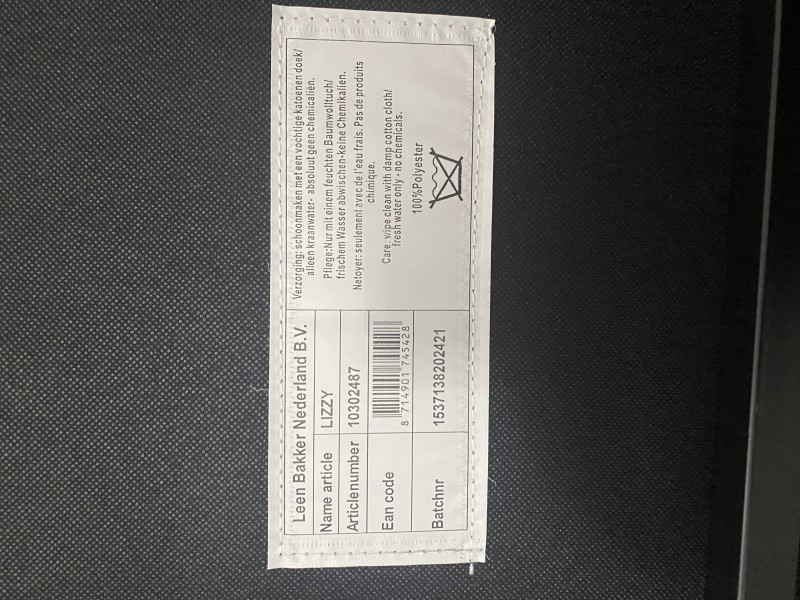 Leen Bakker Nederland B.V.
Name article LIZZY
Articlenumber 10302487
Ean code 8 714901 745428
Batchnr 1537138202421
Verzorging: schoonmaken met een vochtige katoenen doek/
alleen kraanwater- absoluut geen chemicalien.
Pflege:Nur mit einem feuchten Baumwolltuch/
frischem Wasser abwischen-keine Chemikalien.
Netoyer: seulement avec de l'eau frais. Pas de produits
chimique.
Care: wipe clean with damp cotton cloth/
fresh water only - no chemicals.
100%Polyester